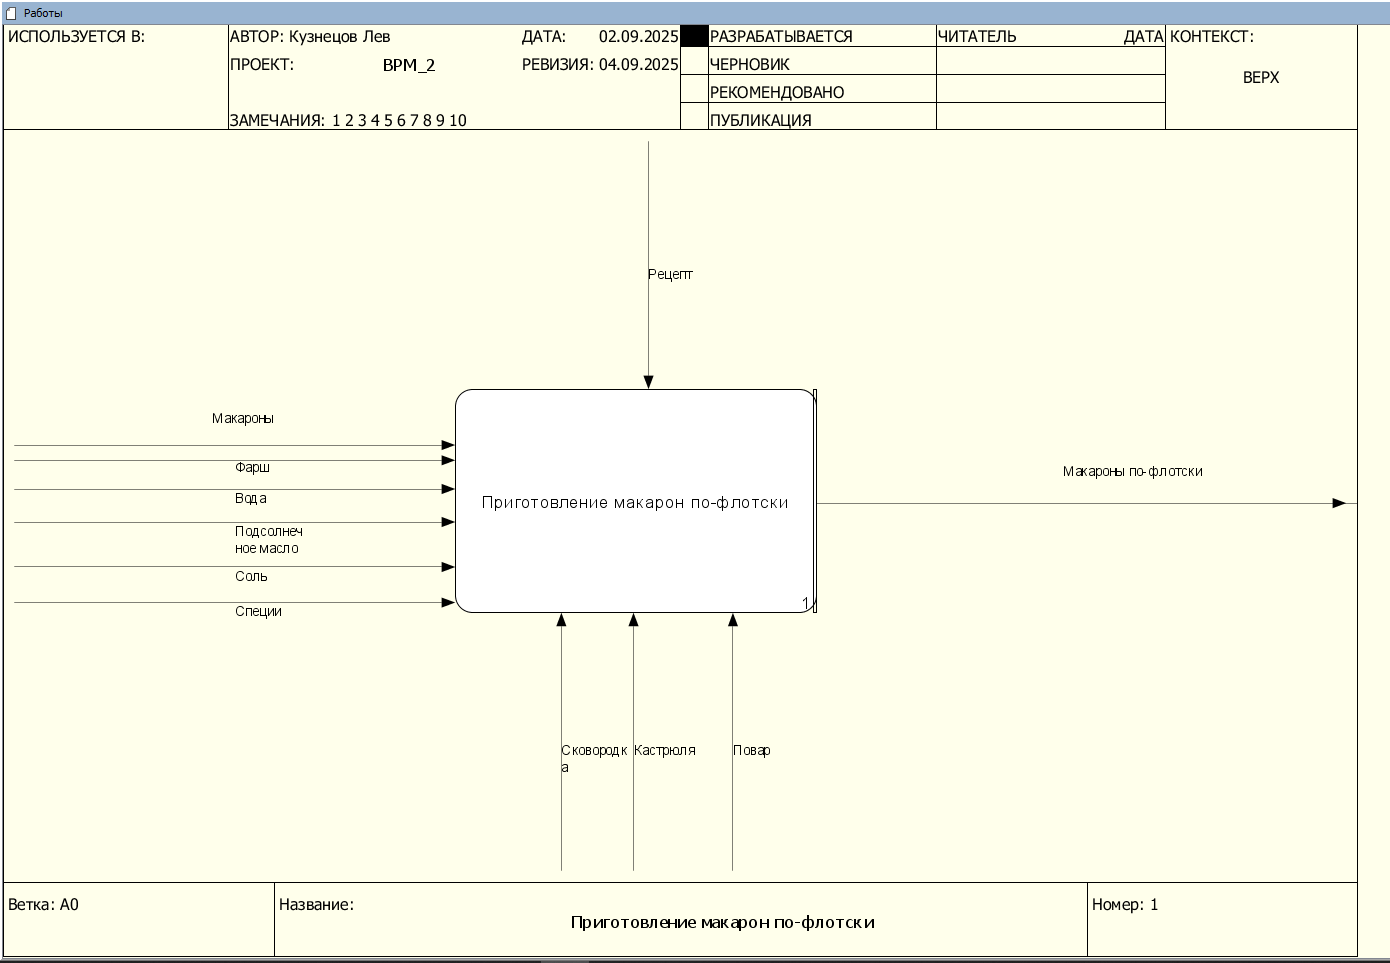 Работы
ИСПОЛЬЗУЕТСЯ В:
АВТОР: Кузнецов Лев
ДАТА: 02.09.2025
ПРОЕКТ: BPM_2
РЕВИЗИЯ: 04.09.2025
ЗАМЕЧАНИЯ: 1 2 3 4 5 6 7 8 9 10
РАЗРАБАТЫВАЕТСЯ
ЧЕРНОВИК
РЕКОМЕНДОВАНО
ПУБЛИКАЦИЯ
ЧИТАТЕЛЬ ДАТА
КОНТЕКСТ:
ВЕРХ
Рецепт
Макароны
Фарш
Вода
Подсолнеч
ное масло
Соль
Специи
Приготовление макарон по-флотски
1
Макароны по-флотски
Сковородк
а
Кастрюля
Повар
Ветка: A0
Название:
Приготовление макарон по-флотски
Номер: 1